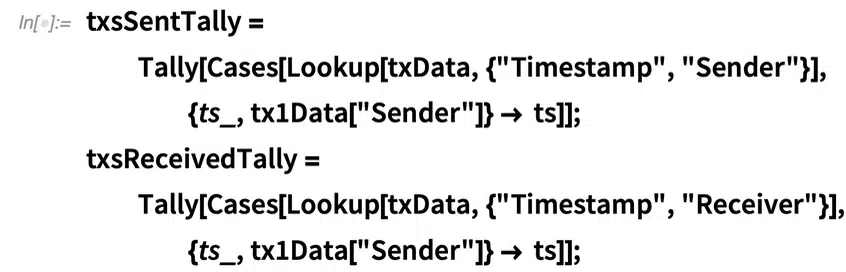 In[•]:= txsSentTally =
Tally[Cases[Lookup[txData, {"Timestamp", "Sender"}],
{ts_, tx1Data["Sender"]} → ts]];
txsReceivedTally =
Tally[Cases[Lookup[txData, {"Timestamp", "Receiver"}],
{ts_, tx1Data["Sender"]} → ts]];